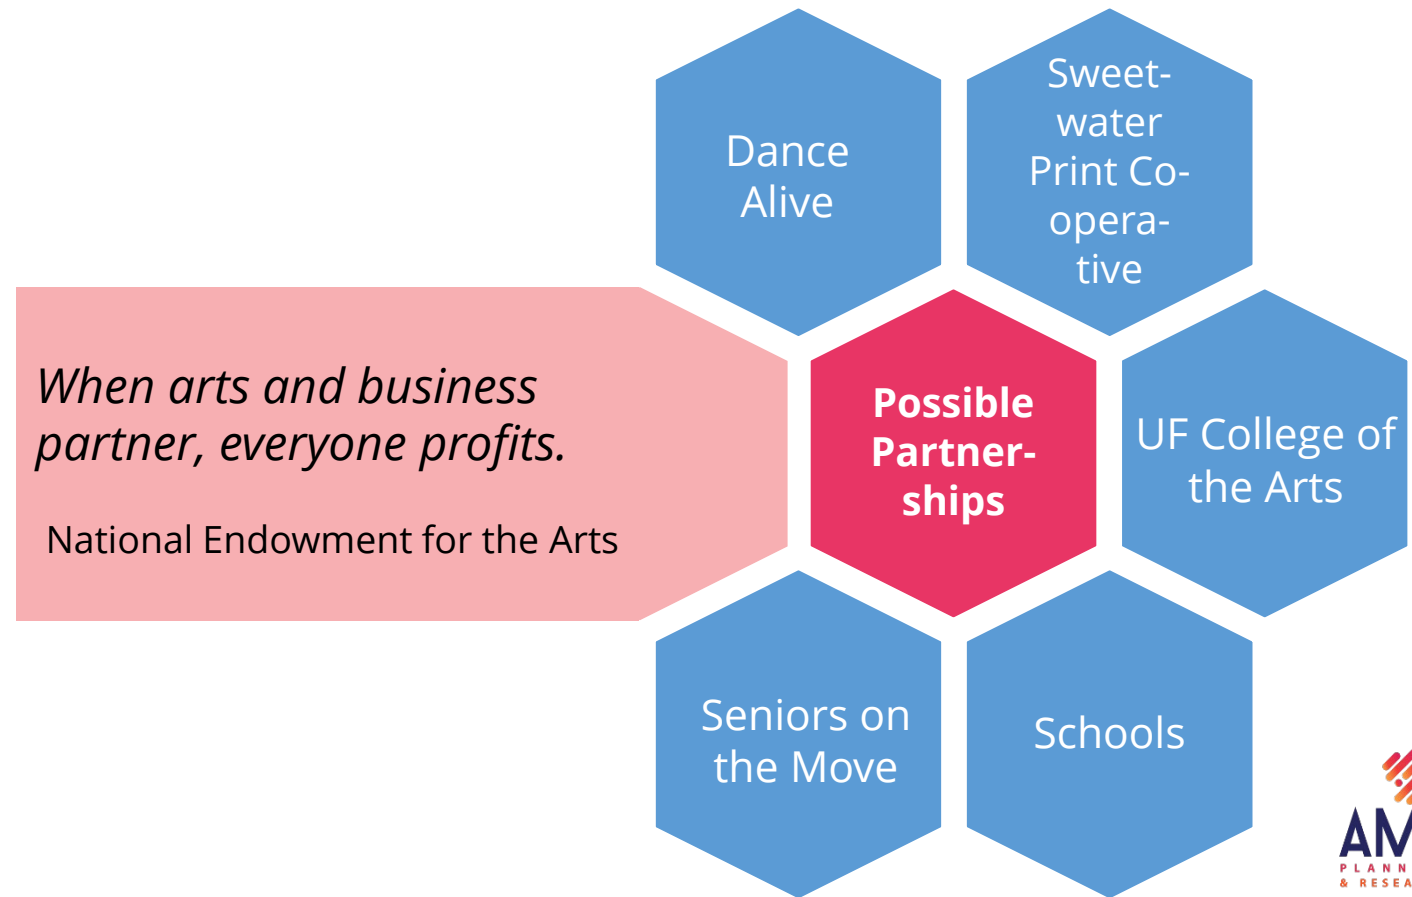 Dance
Alive
Sweet-
water
Print Co-
opera-
tive
When arts and business
partner, everyone profits.
National Endowment for the Arts
Possible
Partner-
ships
UF College of
the Arts
Seniors on
the Move
Schools